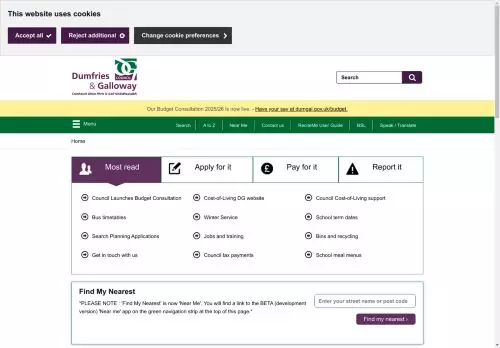 This website uses cookies
Accept all
Reject additional
Change cookie preferences
Dumfries
COUNCIL
& Galloway
Search
Our Budget Consultation 2025/26 is now live. - Have your say at dumgal.gov.uk/budget.
Menu
Search
A to Z
Near Me
Contact us
ReciteMe User Guide
BSL
Speak / Translate
Home
Most read
Apply for it
Pay for it
Report it
Council Launches Budget Consultation
Cost-of-Living DG website
Council Cost-of-Living support
Bus timetables
Winter Service
School term dates
Search Planning Applications
Jobs and training
Bins and recycling
Get in touch with us
Council tax payments
School meal menus
Find My Nearest
"PLEASE NOTE : 'Find My Nearest' is now 'Near Me'. You will find a link to the BETA (development
version) 'Near me' app on the green navigation strip at the top of this page."
Enter your street name or post code
Find my nearest ›